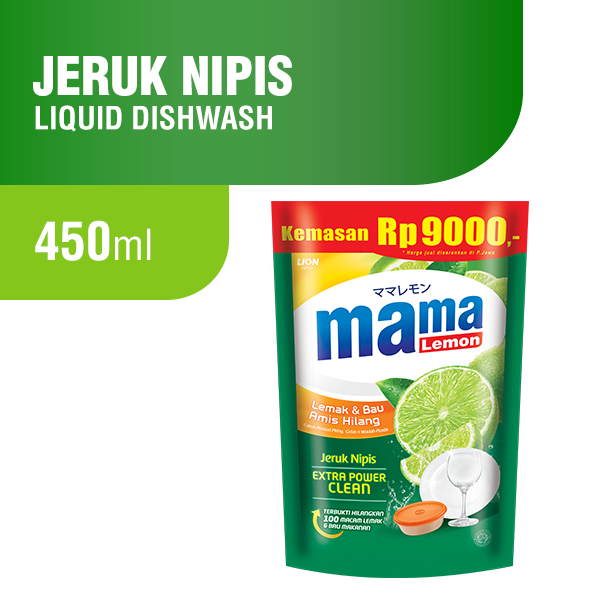 JERUK NIPIS
LIQUID DISHWASH
450ml
Kemasan Rp9000,-
* Harga jual disarankan di P.Jawa
LION
ママレモン
mama
Lemon
Lemak & Bau
Amis Hilang
Jeruk Nipis
EXTRA POWER
CLEAN
TERBUKTI HILANGKAN
100 MACAM LEMAK
& BAU MAKANAN